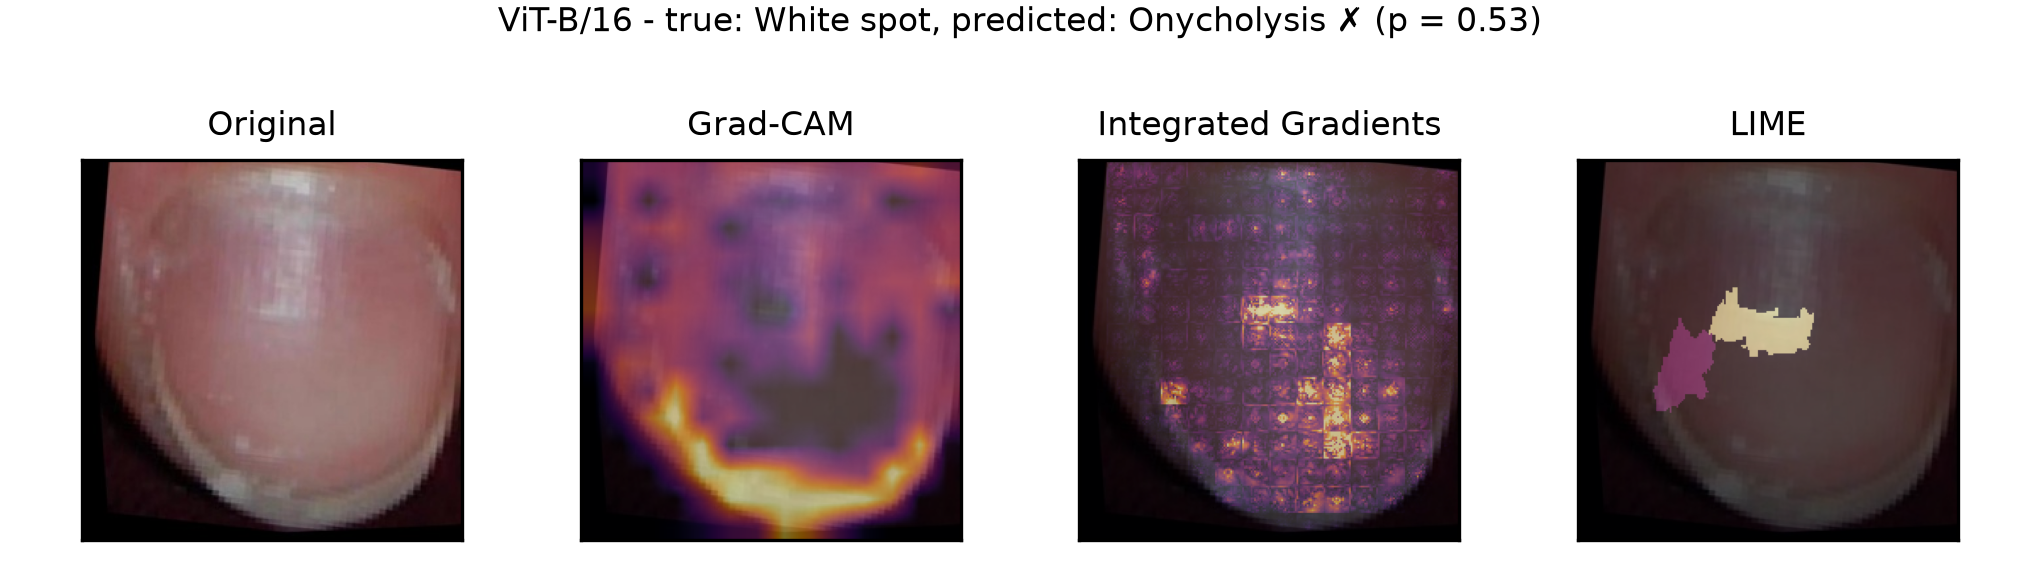 ViT-B/16 - true: White spot, predicted: Onycholysis ✗ (p = 0.53)
Original
Grad-CAM
Integrated Gradients
LIME